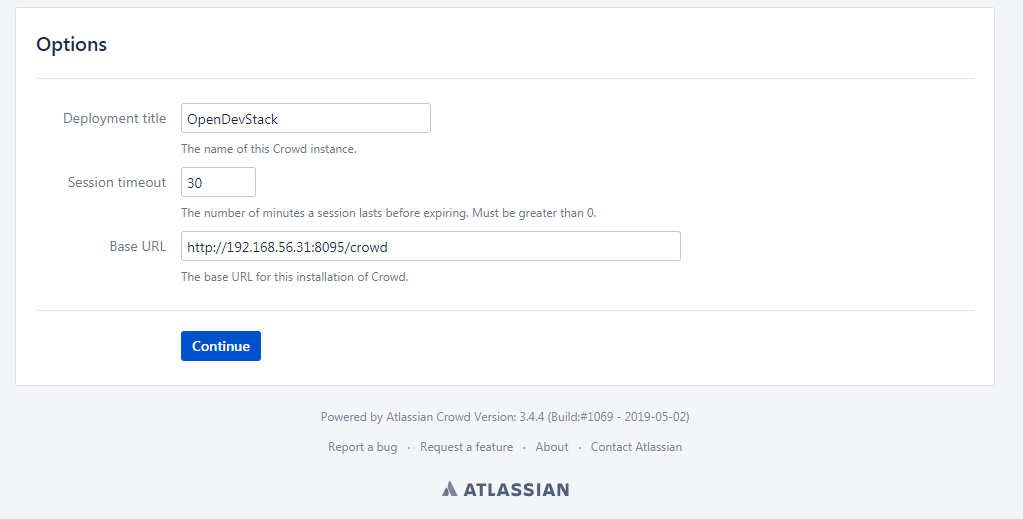 Options
Deployment title
OpenDevStack
The name of this Crowd instance.
Session timeout
30
The number of minutes a session lasts before expiring. Must be greater than 0.
Base URL
http://192.168.56.31:8095/crowd
The base URL for this installation of Crowd.
Continue
Powered by Atlassian Crowd Version: 3.4.4 (Build:#1069 - 2019-05-02)
Report a bug · Request a feature · About · Contact Atlassian
ATLASSIAN